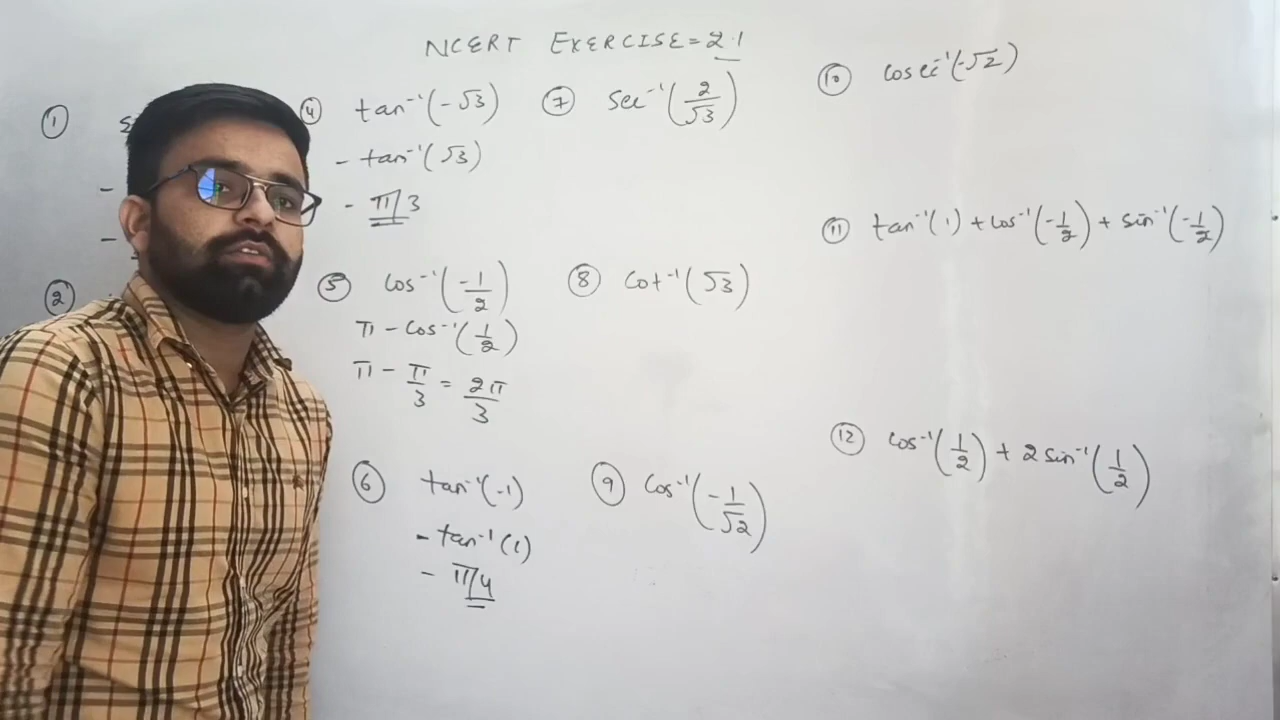 NCERT EXERCISE = 2.1
①
-
-
②
④ tan⁻¹(-√3)
- tan⁻¹(√3)
- π/3
⑤ cos⁻¹(-1/2)
π - cos⁻¹(1/2)
π - π/3 = 2π/3
⑥ tan⁻¹(-1)
- tan⁻¹(1)
- π/4
⑦ sec⁻¹(2/√3)
⑧ cot⁻¹(√3)
⑨ cos⁻¹(-1/√2)
⑩ cosec⁻¹(-√2)
⑪ tan⁻¹(1) + cos⁻¹(-1/2) + sin⁻¹(-1/2)
⑫ cos⁻¹(1/2) + 2 sin⁻¹(1/2)